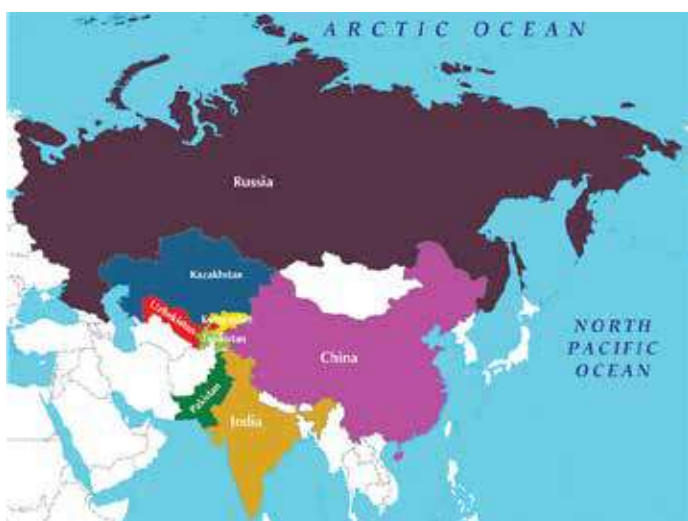 ARCTIC OCEAN
Russia
Kazakhstan
Uzbekistan
China
NORTH
PACIFIC
OCEAN
Pakistan
India